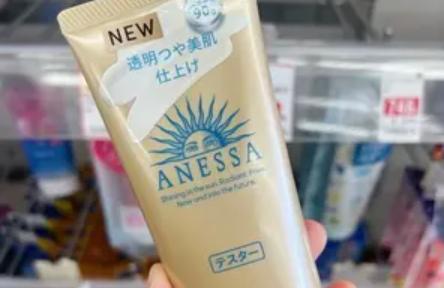 90g
NEW
透明つや美肌
仕上げ
ANESSA
Shining in the sun. Radiant. Free.
Now and into the future.
テスター